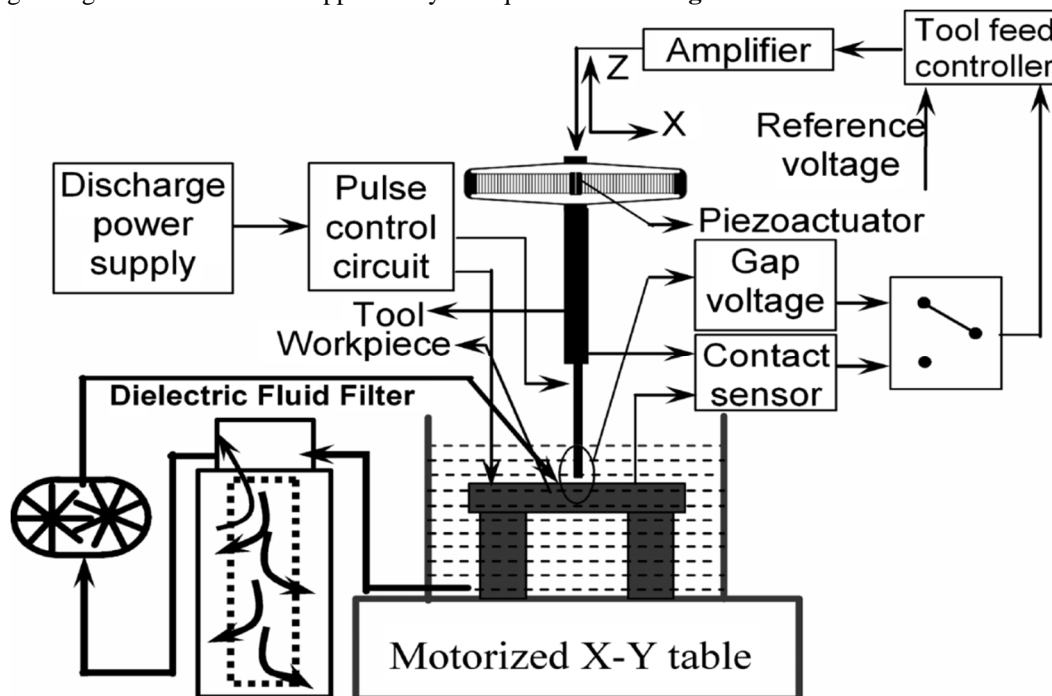 Amplifier
Tool feed
controller
Z
X
Reference
voltage
Discharge
power
supply
Pulse
control
circuit
Piezoactuator
Gap
voltage
Tool
Workpiece
Contact
sensor
Dielectric Fluid Filter
Motorized X-Y table